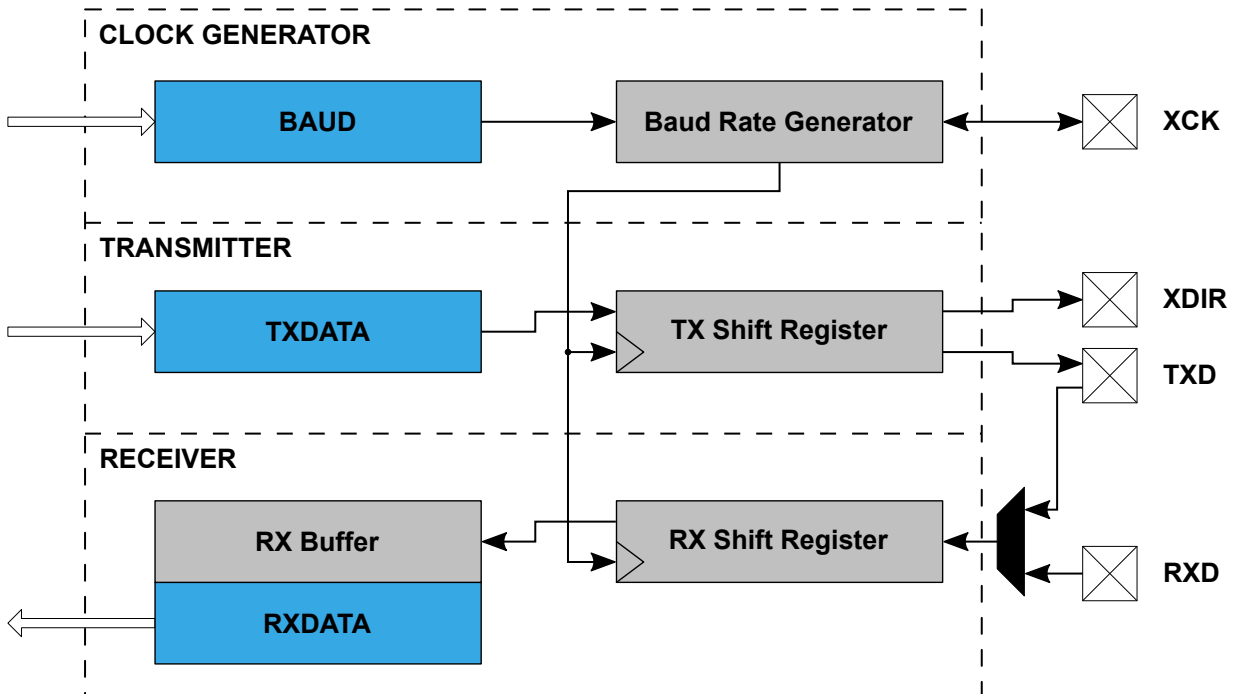 CLOCK GENERATOR
BAUD
Baud Rate Generator
XCK
TRANSMITTER
TXDATA
TX Shift Register
XDIR
TXD
RECEIVER
RX Buffer
RX Shift Register
RXD
RXDATA